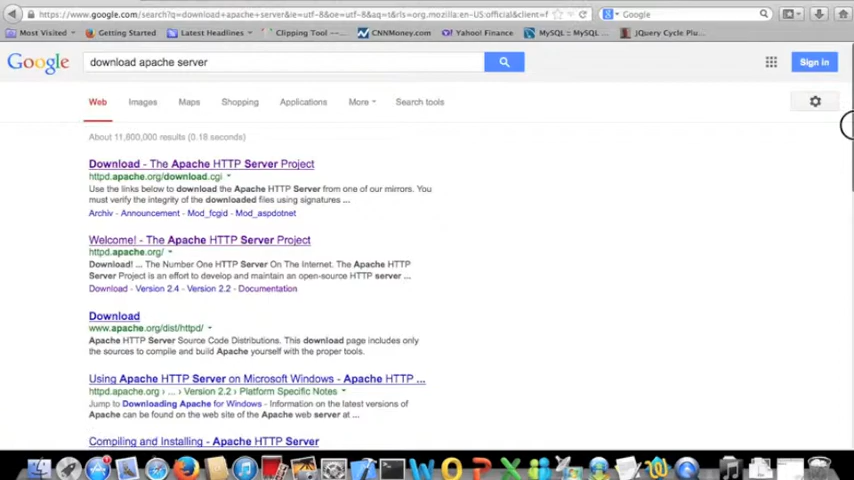 https://www.google.com/search?q=download+apache+server&ie=utf-8&oe=utf-8&aq=t&rls=org.mozilla:en-US:official&client=f
Google
Most Visited
Getting Started
Latest Headlines
Clipping Tool -...
CNNMoney.com
Yahoo! Finance
MySQL :: MySQL ...
jQuery Cycle Plu...
Google
download apache server
Sign in
Web
Images
Maps
Shopping
Applications
More
Search tools
About 11,800,000 results (0.18 seconds)
Download - The Apache HTTP Server Project
httpd.apache.org/download.cgi
Use the links below to download the Apache HTTP Server from one of our mirrors. You
must verify the integrity of the downloaded files using signatures ...
Archiv - Announcement - Mod_fcgid - Mod_aspdotnet
Welcome! - The Apache HTTP Server Project
httpd.apache.org/
Download! ... The Number One HTTP Server On The Internet. The Apache HTTP
Server Project is an effort to develop and maintain an open-source HTTP server ...
Download - Version 2.4 - Version 2.2 - Documentation
Download
www.apache.org/dist/httpd/
Apache HTTP Server Source Code Distributions. This download page includes only
the sources to compile and build Apache yourself with the proper tools.
Using Apache HTTP Server on Microsoft Windows - Apache HTTP ...
httpd.apache.org › ... › Version 2.2 › Platform Specific Notes
Jump to Downloading Apache for Windows - Information on the latest versions of
Apache can be found on the web site of the Apache web server at ...
Compiling and Installing - Apache HTTP Server